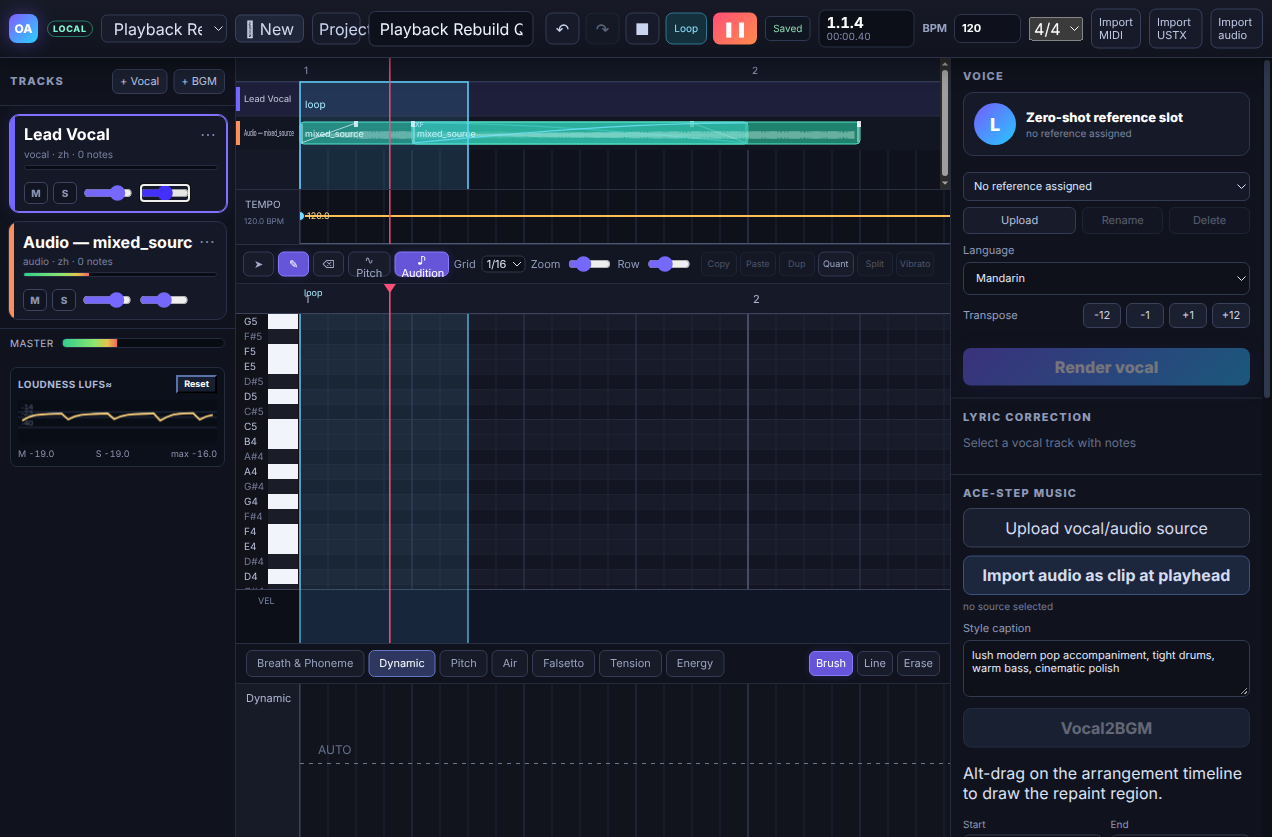 OA
LOCAL
Playback Re
New
Project
Playback Rebuild Q
Loop
Saved
1.1.4
00:00.40
BPM
120
4/4
Import MIDI
Import USTX
Import audio
TRACKS
+ Vocal
+ BGM
Lead Vocal
vocal · zh · 0 notes
M
S
Audio — mixed_sourc
audio · zh · 0 notes
M
S
MASTER
LOUDNESS LUFS≈
Reset
M -19.0
S -19.0
max -16.0
1
2
Lead Vocal
loop
Audio — mixed_source
mixed_source
mixed_source
TEMPO
120.0 BPM
120.0
Pitch
Audition
Grid
1/16
Zoom
Row
Copy
Paste
Dup
Quant
Split
Vibrato
loop
1
2
G5
F#5
F5
E5
D#5
D5
C#5
C5
B4
A#4
A4
G#4
G4
F#4
F4
E4
D#4
D4
VEL
Breath & Phoneme
Dynamic
Pitch
Air
Falsetto
Tension
Energy
Brush
Line
Erase
Dynamic
AUTO
VOICE
L
Zero-shot reference slot
no reference assigned
No reference assigned
Upload
Rename
Delete
Language
Mandarin
Transpose
-12
-1
+1
+12
Render vocal
LYRIC CORRECTION
Select a vocal track with notes
ACE-STEP MUSIC
Upload vocal/audio source
Import audio as clip at playhead
no source selected
Style caption
lush modern pop accompaniment, tight drums,
warm bass, cinematic polish
Vocal2BGM
Alt-drag on the arrangement timeline
to draw the repaint region.
Start
End